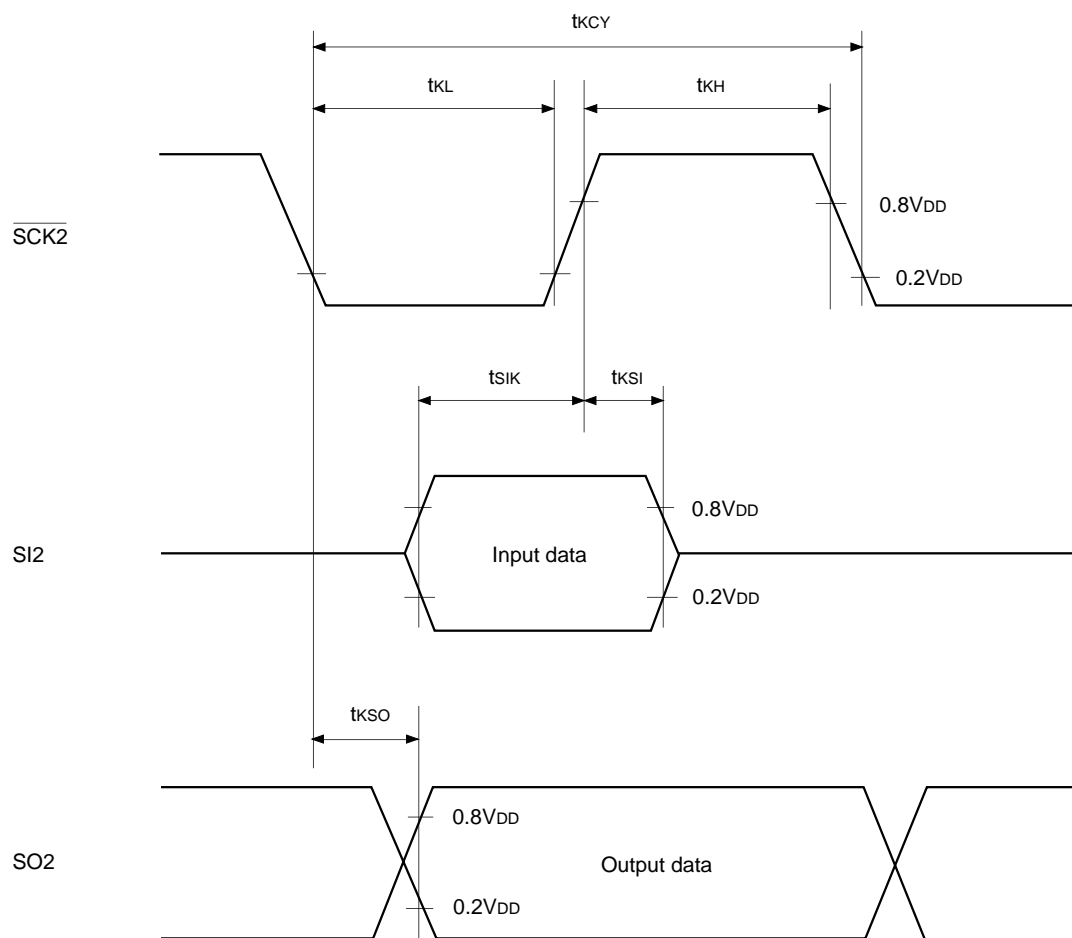 tKCY
tKL
tKH
SCK2
0.8VDD
0.2VDD
tSIK
tKSI
0.8VDD
SI2
Input data
0.2VDD
tKSO
0.8VDD
SO2
Output data
0.2VDD